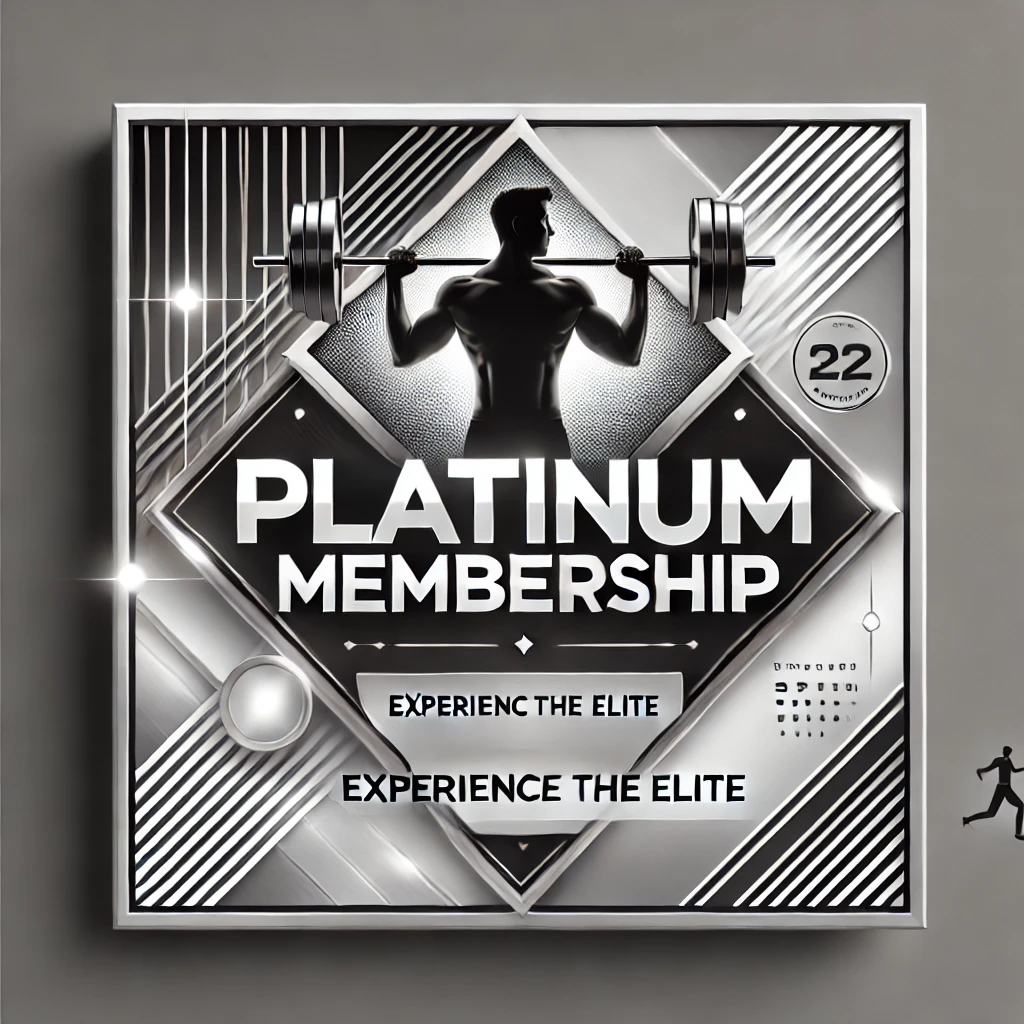 22
PLATINUM
MEMBERSHIP
EXPERIENC THE ELITE
EXPERIENCE THE ELITE